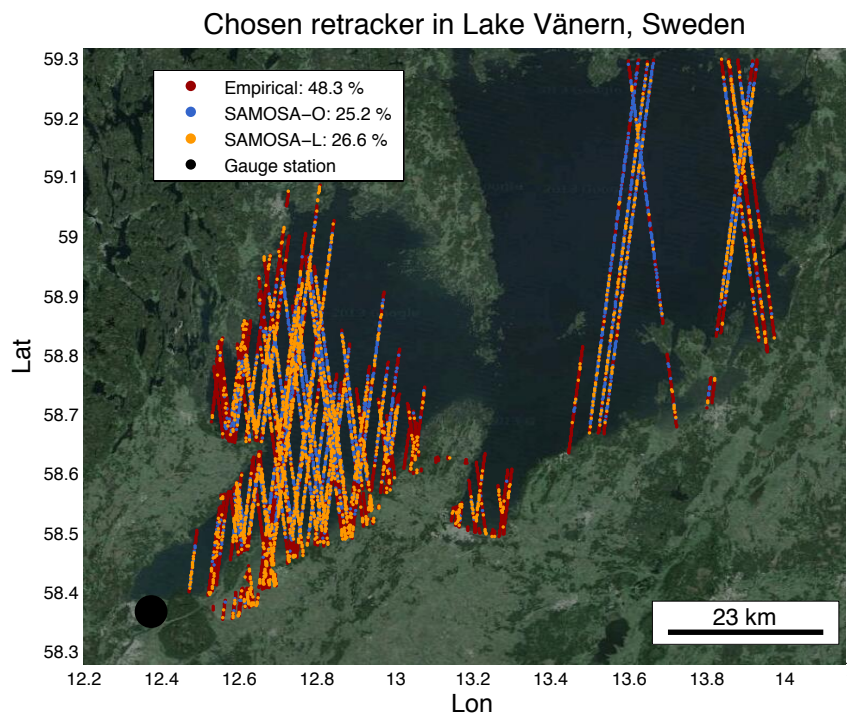 Chosen retracker in Lake Vänern, Sweden
Empirical: 48.3 %
SAMOSA−O: 25.2 %
SAMOSA−L: 26.6 %
Gauge station
59.3
59.2
59.1
59
58.9
58.8
58.7
58.6
58.5
58.4
58.3
Lat
23 km
12.2 12.4 12.6 12.8 13 13.2 13.4 13.6 13.8 14
Lon